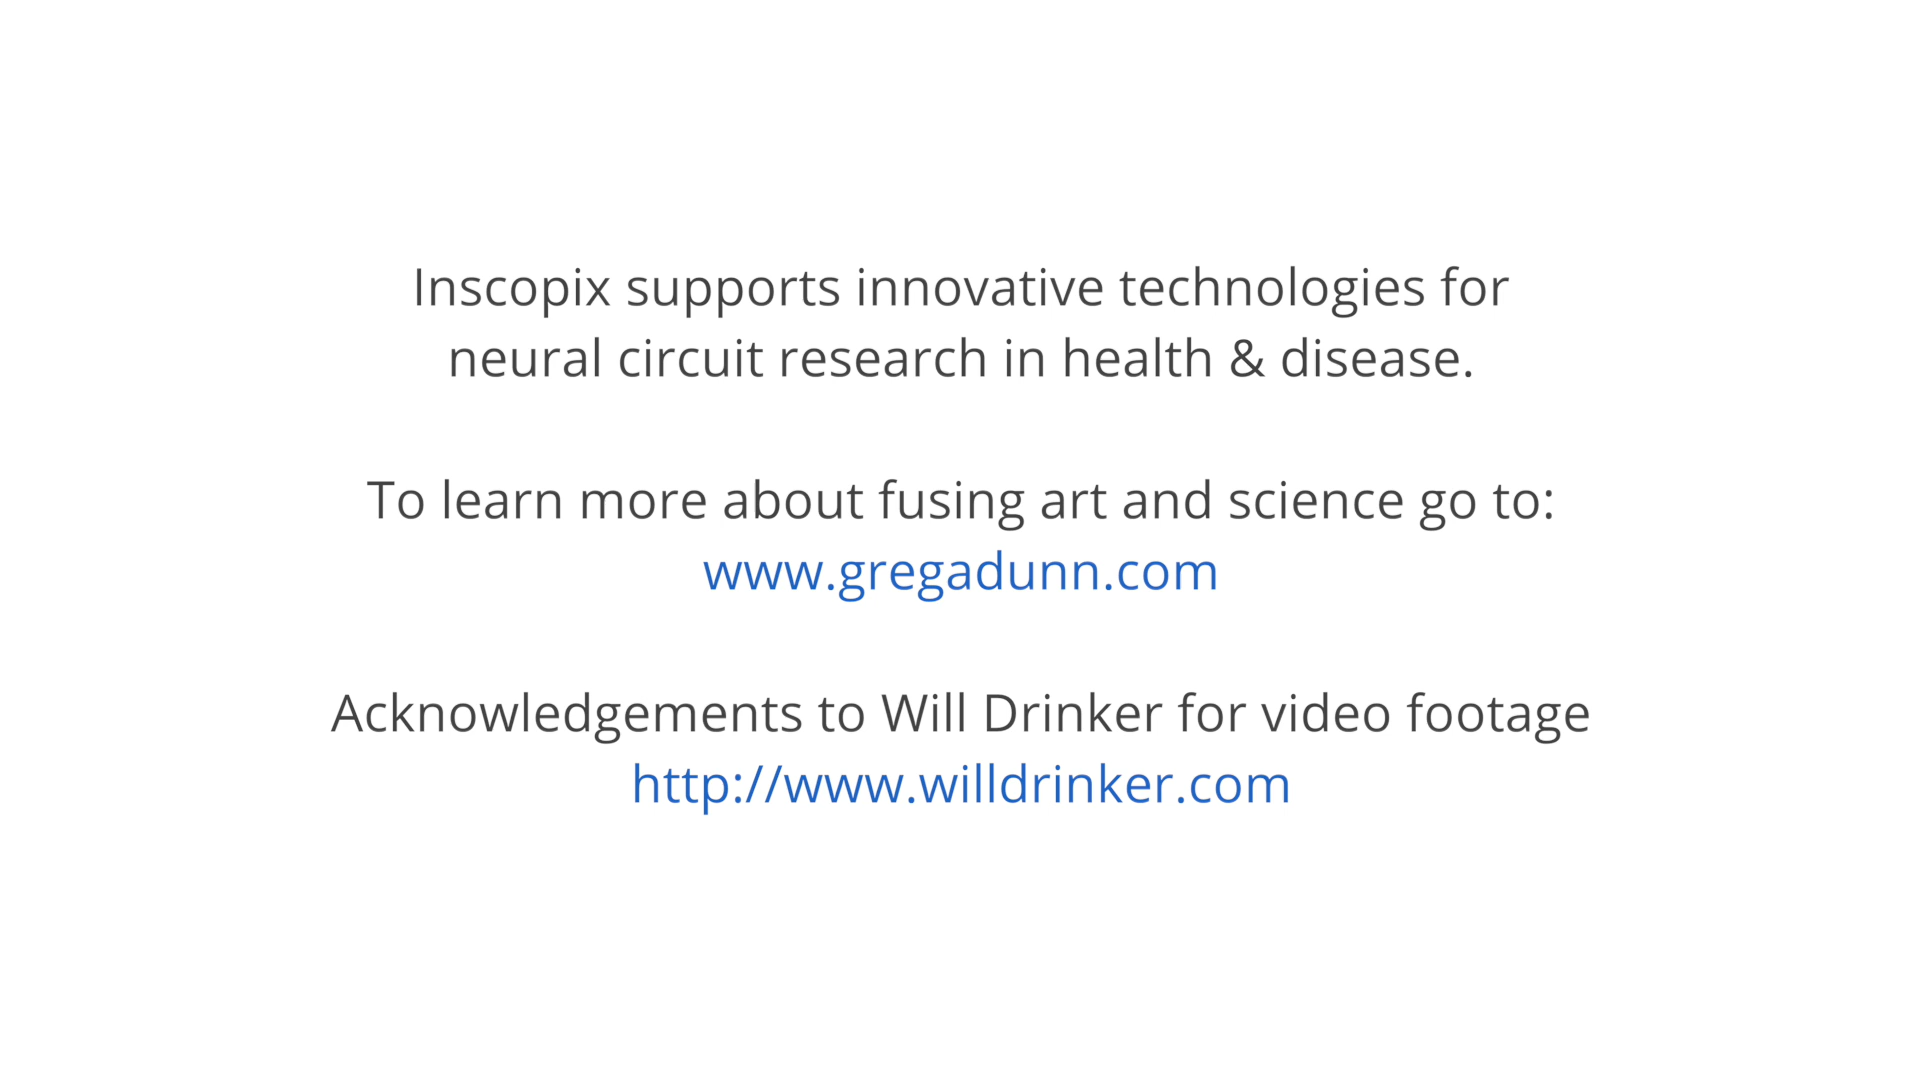 Inscopix supports innovative technologies for
neural circuit research in health & disease.
To learn more about fusing art and science go to:
www.gregadunn.com
Acknowledgements to Will Drinker for video footage
http://www.willdrinker.com